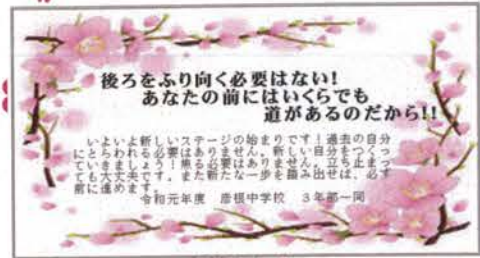 後ろをふり向く必要はない!
あなたの前にはいくらでも
道があるのだから!!
いよいよ新しいステージの始まりです!過去の自分
にとらわれる必要はありません。新しい自分をつくっ
ていきましょう!焦る必要はありません。立ち止まっ
ても大丈夫です。また新たな一歩を踏み出せば、必ず
前に進めます。
令和元年度 彦根中学校 3年部一同